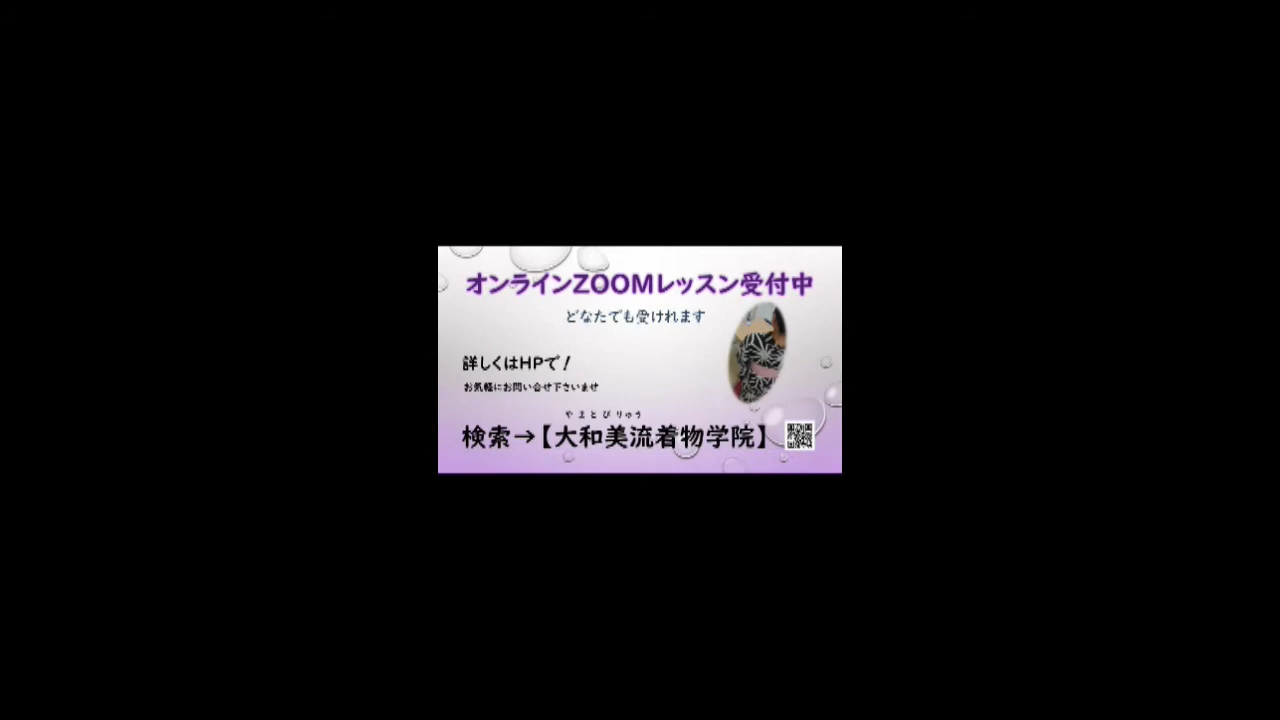 オンラインZOOMレッスン受付中
どなたでも受けれます
詳しくはHPで!
お気軽にお問い合せ下さいませ
やまとびりゅう
検索→【大和美流着物学院】